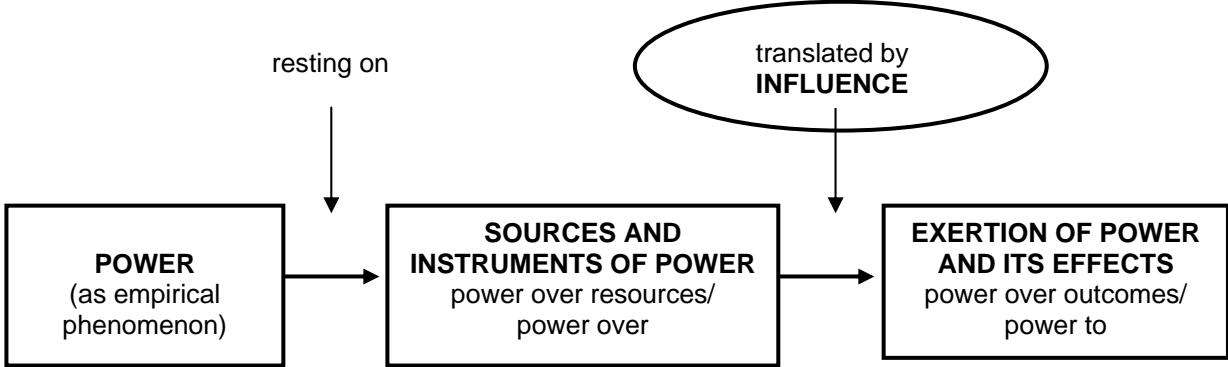 resting on
translated by
INFLUENCE
POWER
(as empirical
phenomenon)
SOURCES AND
INSTRUMENTS OF POWER
power over resources/
power over
EXERTION OF POWER
AND ITS EFFECTS
power over outcomes/
power to